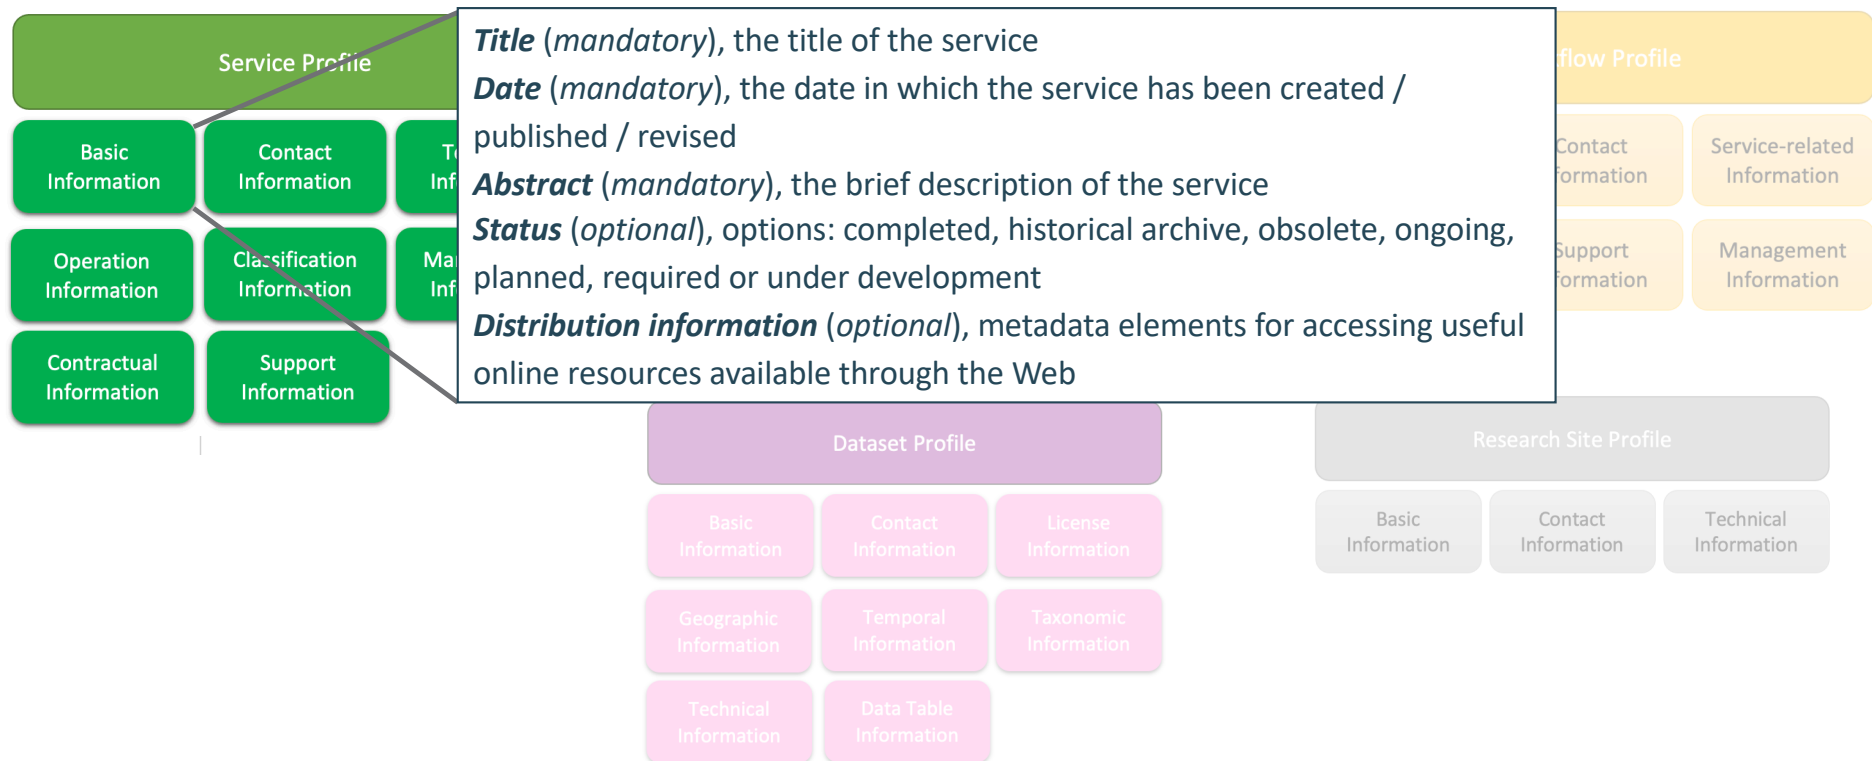 Service Profile
Basic
Information
Contact
Information
Operation
Information
Classification
Information
Contractual
Information
Support
Information
Title (mandatory), the title of the service
Date (mandatory), the date in which the service has been created /
published / revised
Abstract (mandatory), the brief description of the service
Status (optional), options: completed, historical archive, obsolete, ongoing,
planned, required or under development
Distribution information (optional), metadata elements for accessing useful
online resources available through the Web
Profile
Contact
Service-related
Information
Support
Management
Information
Dataset Profile
Basic
Information
Contact
Information
License
Information
Geographic
Information
Temporal
Information
Taxonomic
Information
Technical
Information
Data Table
Information
Research Site Profile
Basic
Information
Contact
Information
Technical
Information